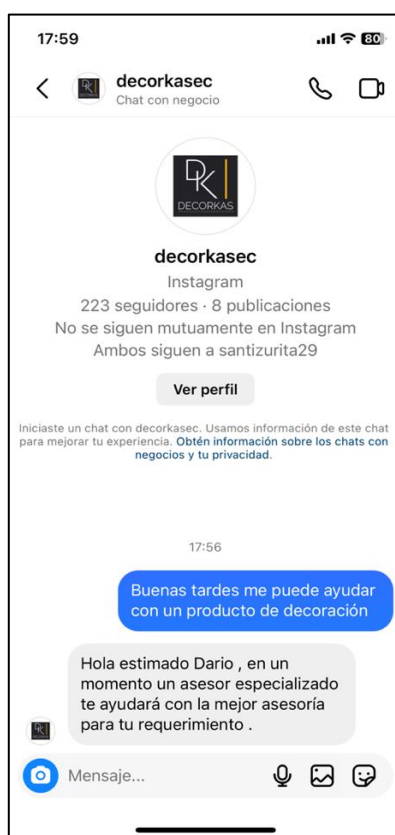 17:59
80
decorkasec
Chat con negocio
DK
DECORKAS
decorkasec
Instagram
223 seguidores · 8 publicaciones
No se siguen mutuamente en Instagram
Ambos siguen a santizurita29
Ver perfil
Iniciaste un chat con decorkasec. Usamos información de este chat
para mejorar tu experiencia. Obtén información sobre los chats con
negocios y tu privacidad.
17:56
Buenas tardes me puede ayudar
con un producto de decoración
Hola estimado Dario , en un
momento un asesor especializado
te ayudará con la mejor asesoría
para tu requerimiento .
Mensaje...